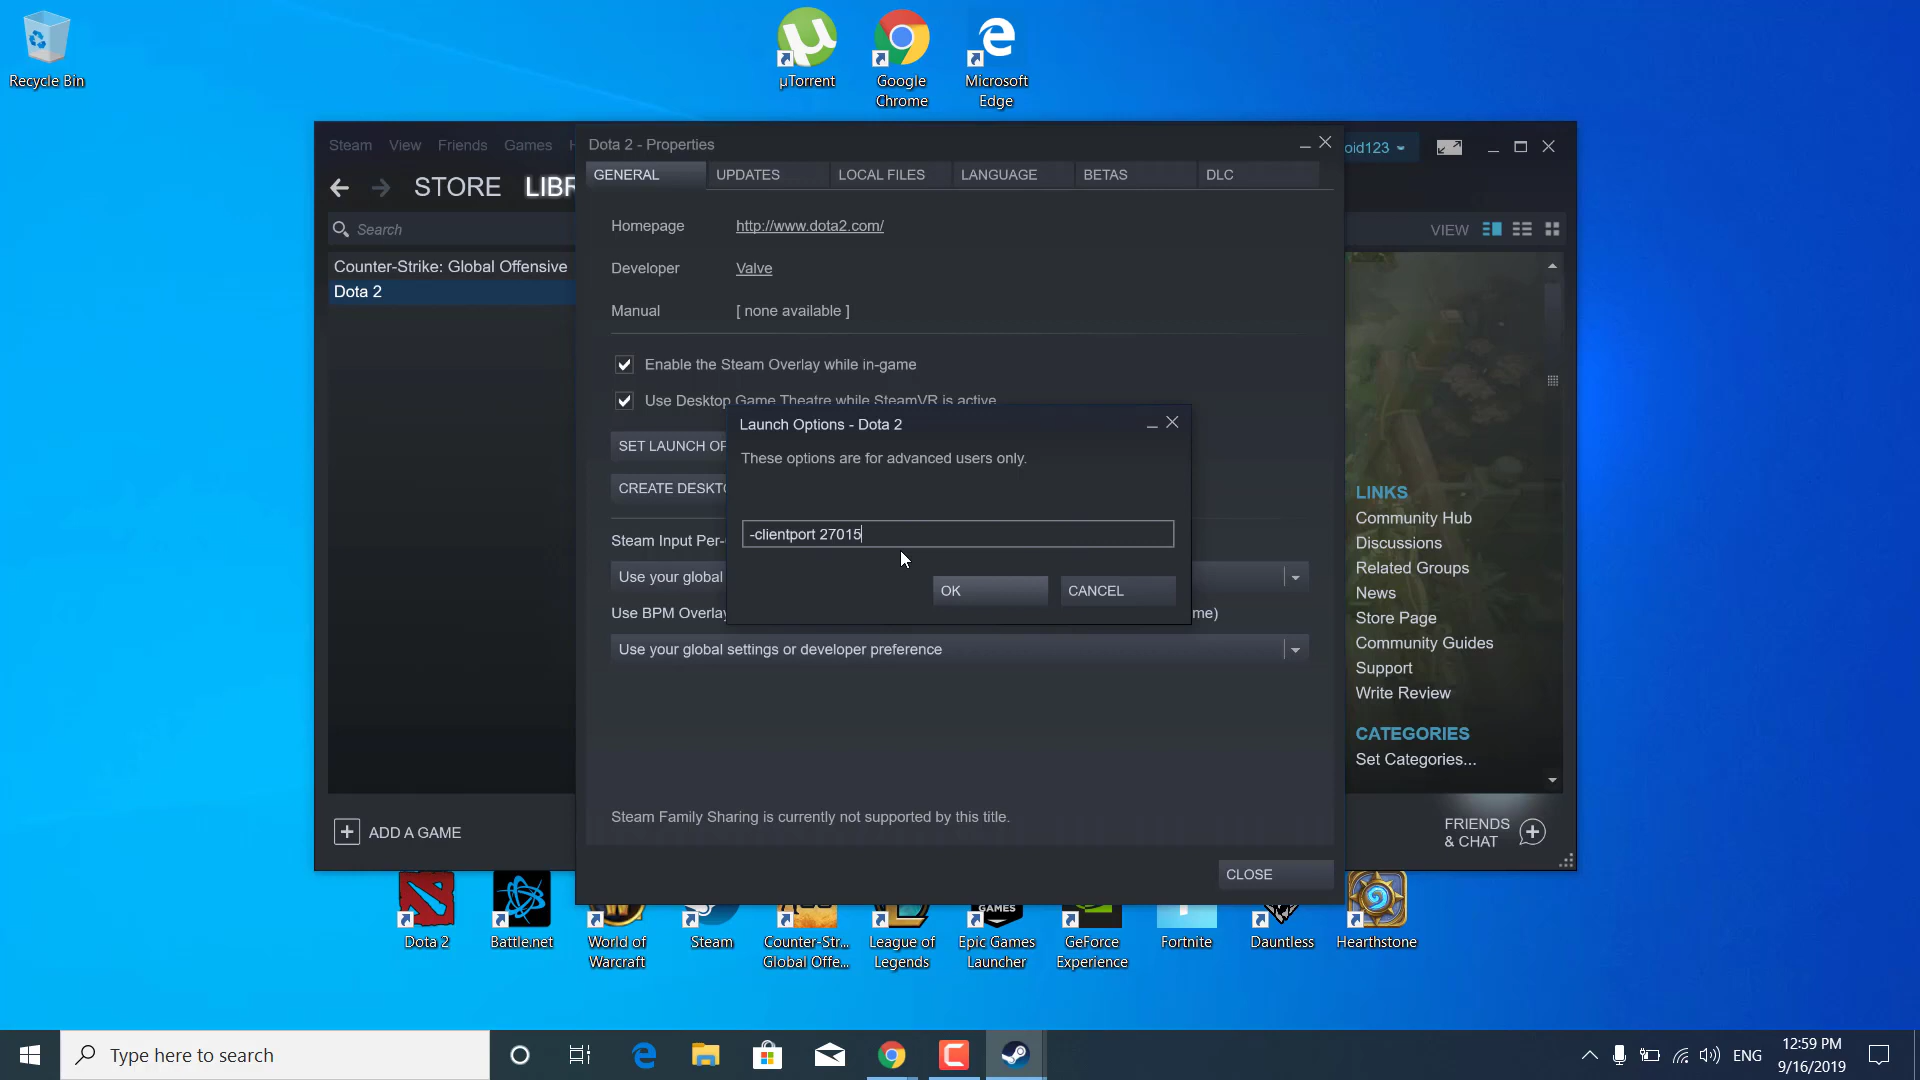 Recycle Bin
µTorrent
Google
Chrome
Microsoft
Edge
Steam View Friends Games
oid123
STORE LIBR
Search
VIEW
Counter-Strike: Global Offensive
Dota 2
Dota 2 - Properties
GENERAL UPDATES LOCAL FILES LANGUAGE BETAS DLC
Homepage http://www.dota2.com/
Developer Valve
Manual [ none available ]
Enable the Steam Overlay while in-game
Use Desktop Game Theatre while SteamVR is active
SET LAUNCH OP
CREATE DESKTO
Steam Input Per-
Use your global
Use BPM Overlay
me)
Use your global settings or developer preference
Launch Options - Dota 2
These options are for advanced users only.
-clientport 27015
OK CANCEL
Steam Family Sharing is currently not supported by this title.
CLOSE
LINKS
Community Hub
Discussions
Related Groups
News
Store Page
Community Guides
Support
Write Review
CATEGORIES
Set Categories...
ADD A GAME
FRIENDS
& CHAT
GAMES
Dota 2
Battle.net
World of
Warcraft
Steam
Counter-Str...
Global Offe...
League of
Legends
Epic Games
Launcher
GeForce
Experience
Fortnite
Dauntless
Hearthstone
Type here to search
ENG
12:59 PM
9/16/2019